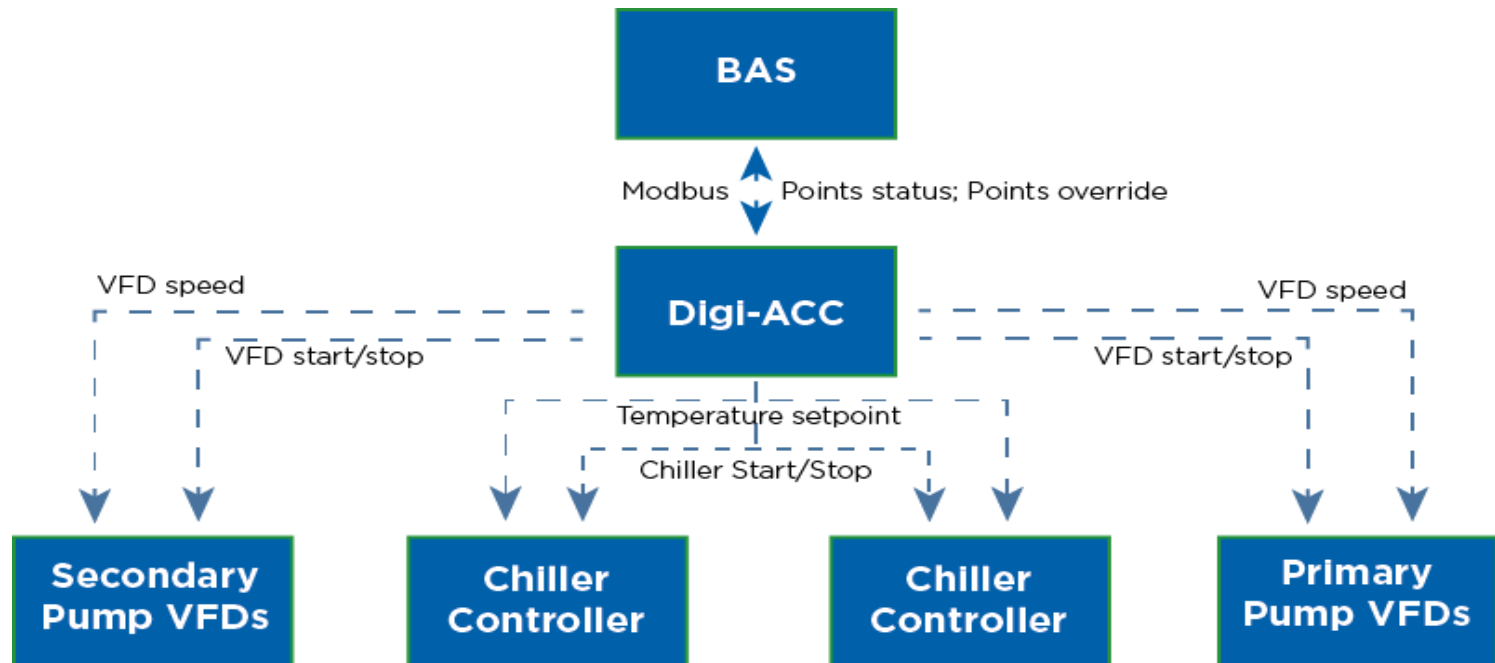 BAS
Modbus
Points status; Points override
Digi-ACC
VFD speed
VFD speed
VFD start/stop
VFD start/stop
Temperature setpoint
Chiller Start/Stop
Secondary
Pump VFDs
Chiller
Controller
Chiller
Controller
Primary
Pump VFDs